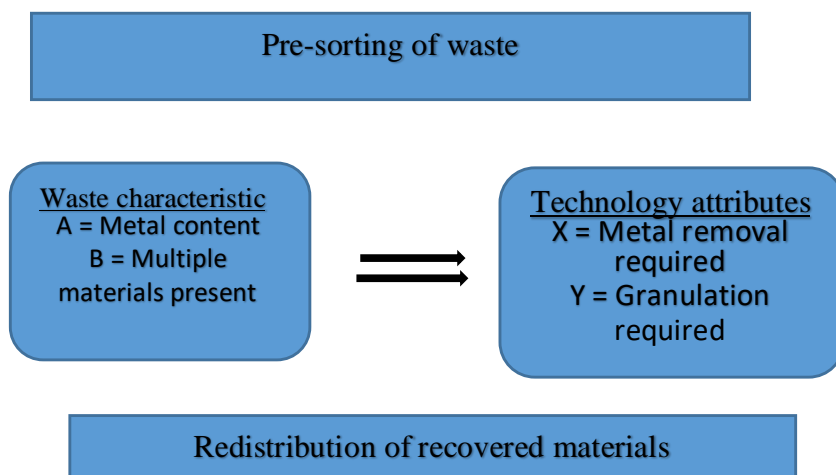 Pre-sorting of waste
Waste characteristic
A = Metal content
B = Multiple
materials present
Technology attributes
X = Metal removal
required
Y = Granulation
required
Redistribution of recovered materials